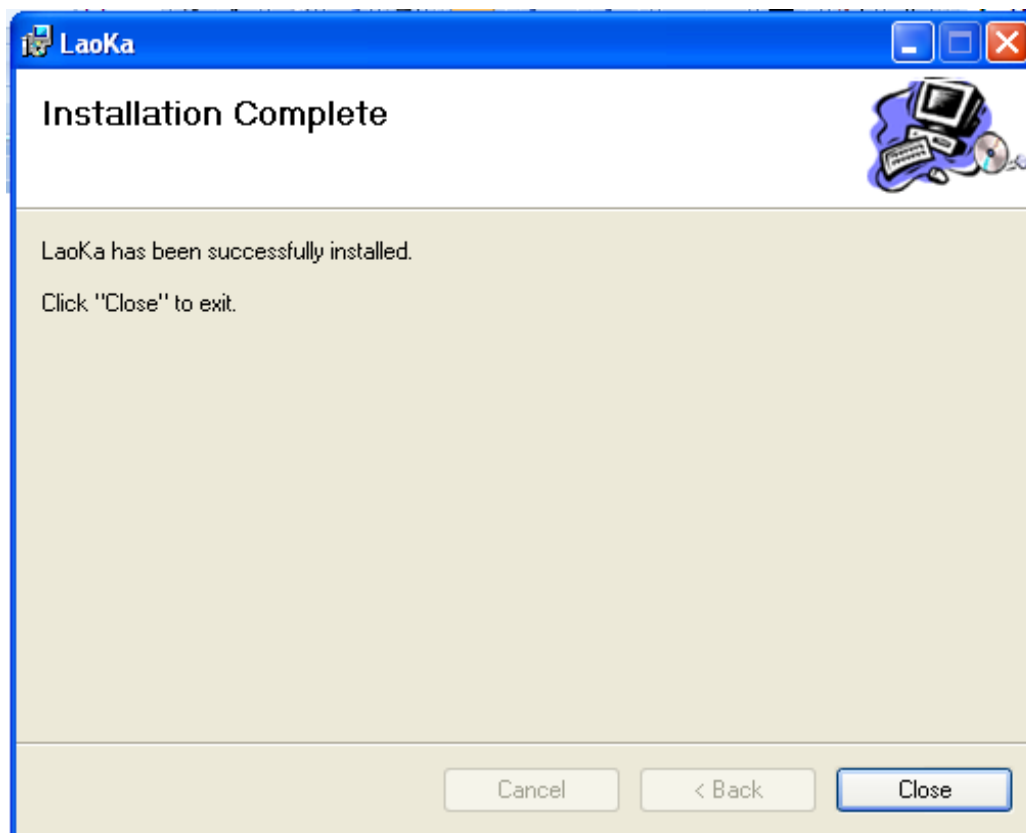 LaoKa
Installation Complete
LaoKa has been successfully installed.
Click "Close" to exit.
Cancel
< Back
Close